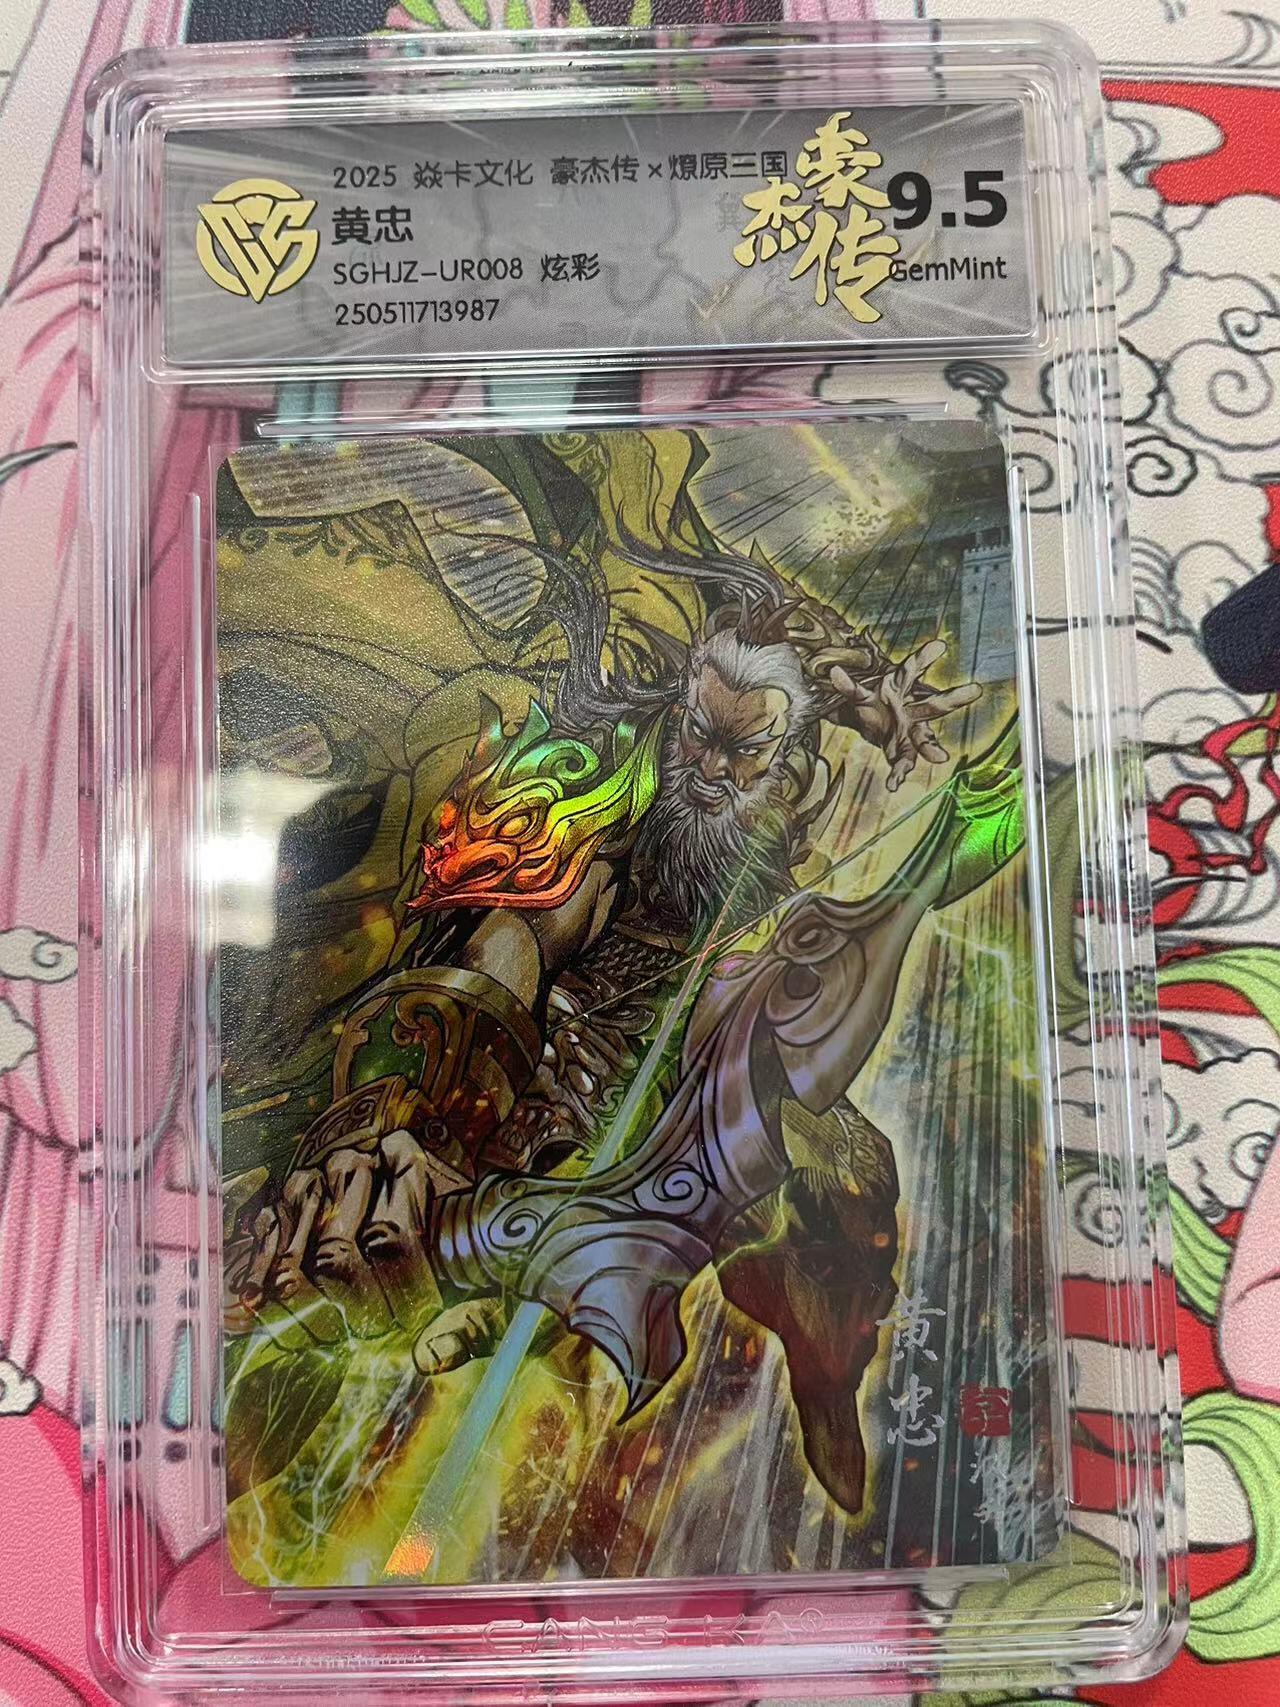 2025 焱卡文化 豪杰传×燎原三国
黄忠
SGHJZ-UR008 炫彩
250511713987
豪杰传
9.5
GemMint
黄忠